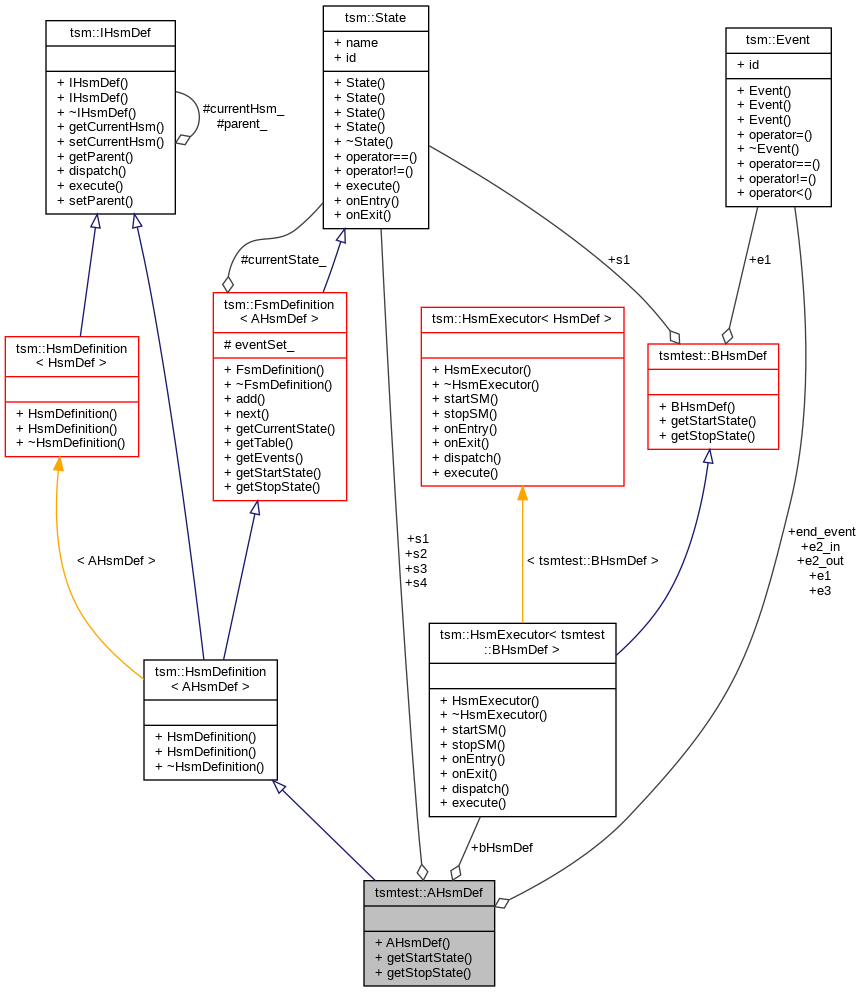 tsm::IHsmDef
+ IHsmDef()
+ IHsmDef()
+ ~IHsmDef()
+ getCurrentHsm()
+ setCurrentHsm()
+ getParent()
+ dispatch()
+ execute()
+ setParent()
#currentHsm_
#parent_
tsm::State
+ name
+ id
+ State()
+ State()
+ State()
+ State()
+ ~State()
+ operator==()
+ operator!=()
+ execute()
+ onEntry()
+ onExit()
tsm::Event
+ id
+ Event()
+ Event()
+ Event()
+ operator=()
+ ~Event()
+ operator==()
+ operator!=()
+ operator<()
#currentState_
+s1
+e1
tsm::HsmDefinition
< HsmDef >
+ HsmDefinition()
+ HsmDefinition()
+ ~HsmDefinition()
tsm::FsmDefinition
< AHsmDef >
# eventSet_
+ FsmDefinition()
+ ~FsmDefinition()
+ add()
+ next()
+ getCurrentState()
+ getTable()
+ getEvents()
+ getStartState()
+ getStopState()
tsm::HsmExecutor< HsmDef >
+ HsmExecutor()
+ ~HsmExecutor()
+ startSM()
+ stopSM()
+ onEntry()
+ onExit()
+ dispatch()
+ execute()
tsmtest::BHsmDef
+ BHsmDef()
+ getStartState()
+ getStopState()
< AHsmDef >
+s1
+s2
+s3
+s4
< tsmtest::BHsmDef >
+end_event
+e2_in
+e2_out
+e1
+e3
tsm::HsmDefinition
< AHsmDef >
+ HsmDefinition()
+ HsmDefinition()
+ ~HsmDefinition()
tsm::HsmExecutor< tsmtest
::BHsmDef >
+ HsmExecutor()
+ ~HsmExecutor()
+ startSM()
+ stopSM()
+ onEntry()
+ onExit()
+ dispatch()
+ execute()
+bHsmDef
tsmtest::AHsmDef
+ AHsmDef()
+ getStartState()
+ getStopState()